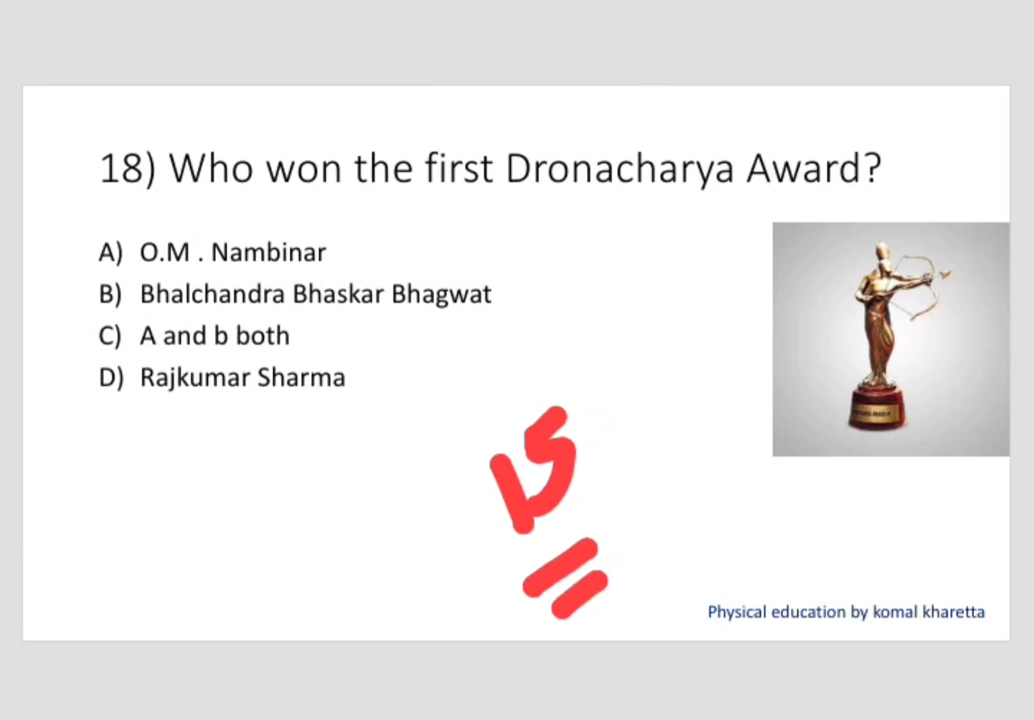 18) Who won the first Dronacharya Award?
A) O.M . Nambinar
B) Bhalchandra Bhaskar Bhagwat
C) A and b both
D) Rajkumar Sharma
15
Physical education by komal kharetta